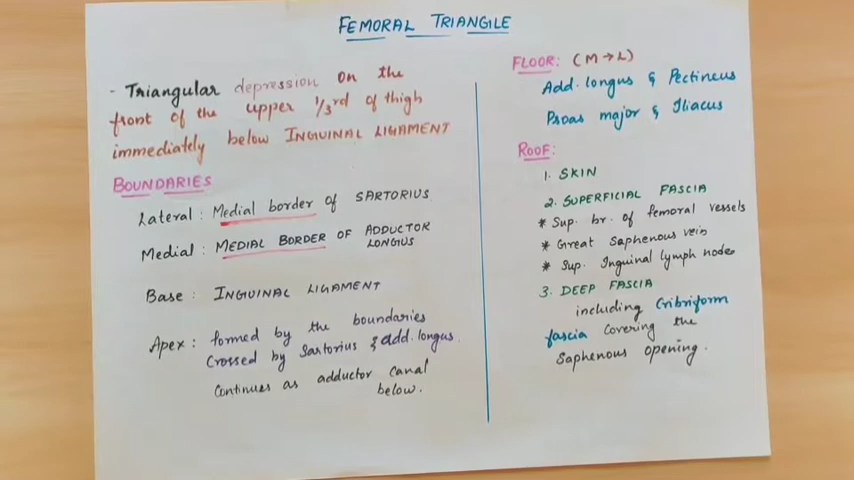 FEMORAL TRIANGLE
- Triangular depression on the
front of the upper 1/3rd of thigh
immediately below INGUINAL LIGAMENT
BOUNDARIES
Lateral : Medial border of SARTORIUS
Medial : MEDIAL BORDER OF ADDUCTOR
LONGUS
Base : INGUINAL LIGAMENT
Apex : formed by the boundaries
Crossed by Sartorius & add. longus.
Continues as adductor canal
below.
FLOOR: (M→L)
Add. longus & Pectineus
Psoas major & Iliacus
ROOF:
1. SKIN
2. SUPERFICIAL FASCIA
* Sup. br. of femoral vessels
* Great Saphenous vein
* Sup. Inguinal lymph nodes
3. DEEP FASCIA
including Cribriform
fascia covering the
Saphenous opening.